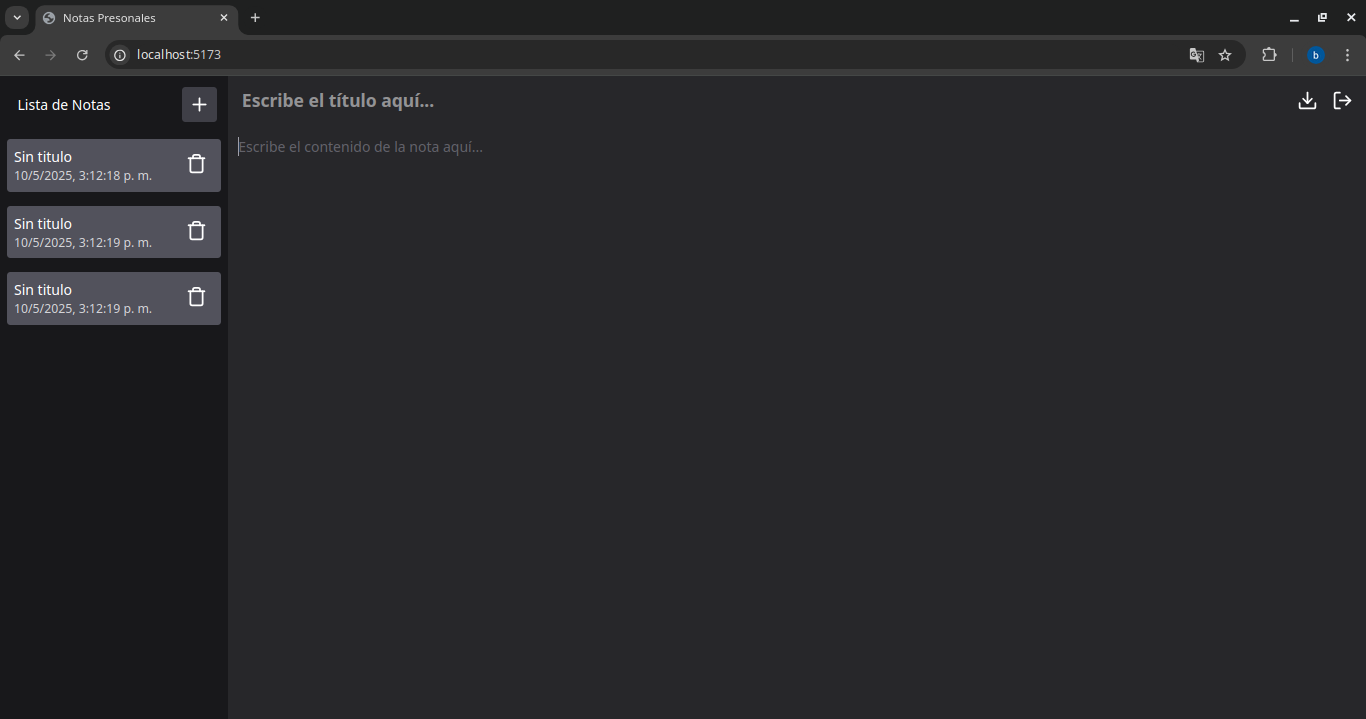 Notas Presonales
localhost:5173
b
Lista de Notas
Escribe el título aquí...
Escribe el contenido de la nota aquí...
Sin titulo
10/5/2025, 3:12:18 p. m.
Sin titulo
10/5/2025, 3:12:19 p. m.
Sin titulo
10/5/2025, 3:12:19 p. m.